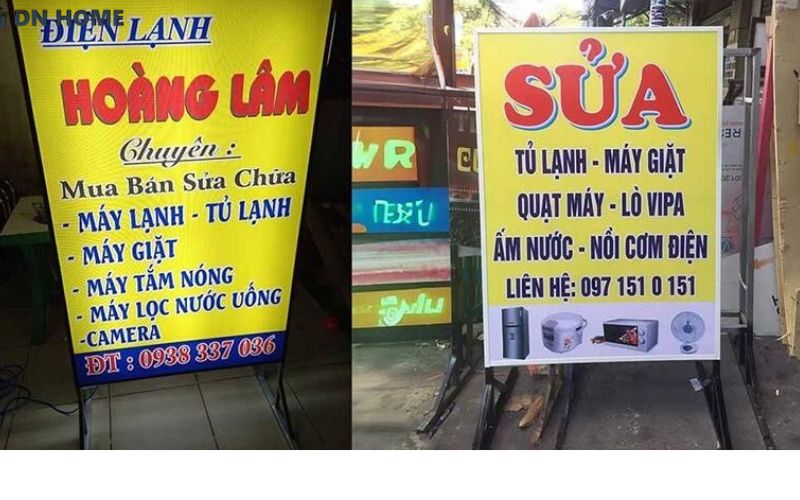 DN HOME
ĐIỆN LẠNH
HOÀNG LÂM
Chuyên :
Mua Bán Sửa Chữa
- MÁY LẠNH - TỦ LẠNH
- MÁY GIẶT
- MÁY TẮM NÓNG
- MÁY LỌC NƯỚC UỐNG
-CAMERA
ĐT : 0938 337 036
SỬA
TỦ LẠNH - MÁY GIẶT
QUẠT MÁY - LÒ VIPA
ẤM NƯỚC - NỒI CƠM ĐIỆN
LIÊN HỆ: 097 151 0 151